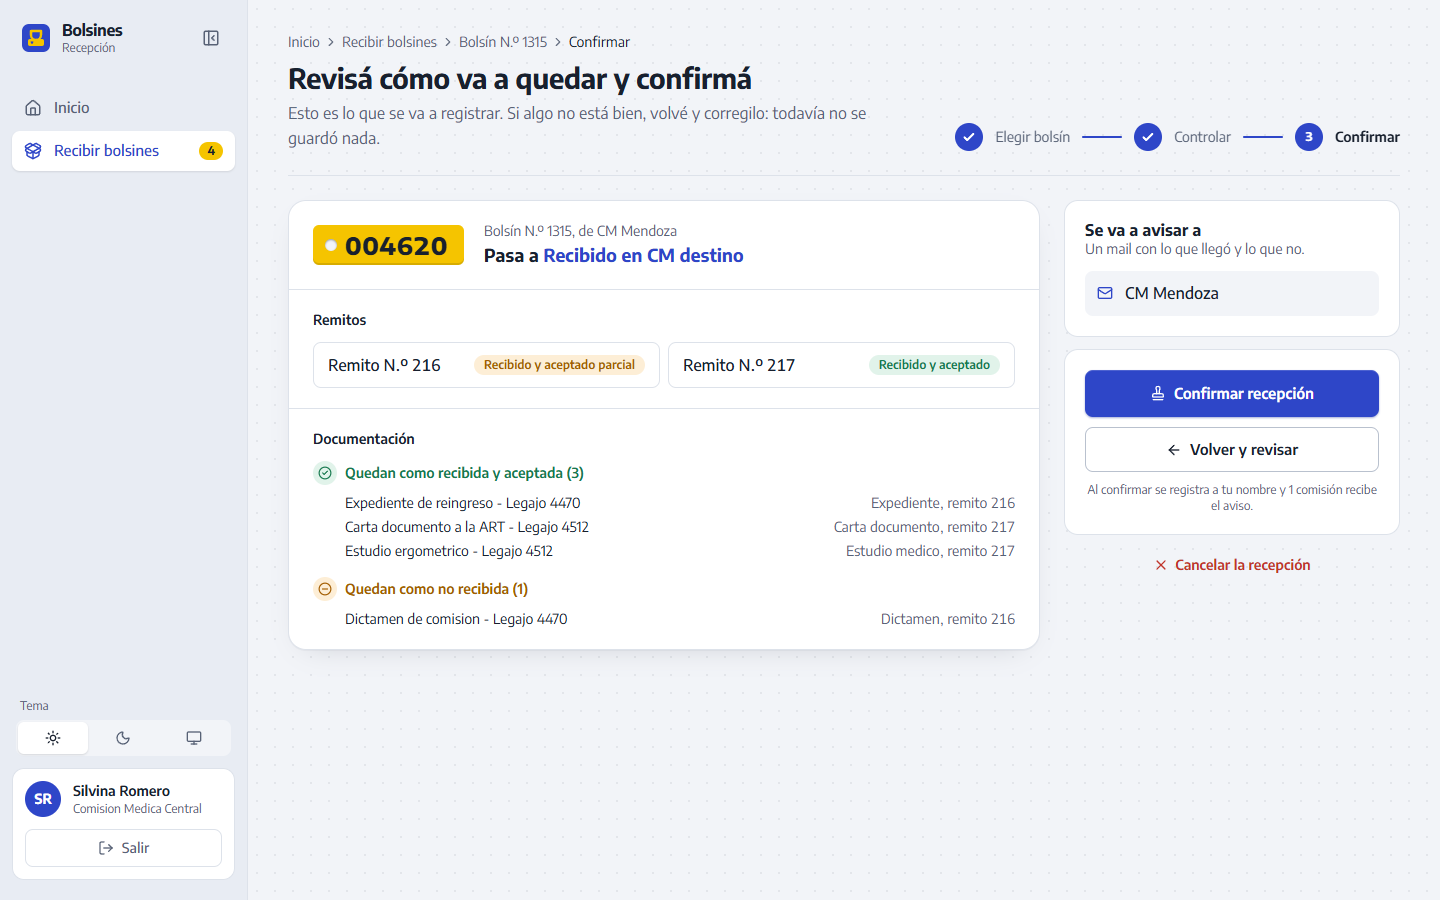 Bolsines
Recepción
Inicio
Recibir bolsines
4
Tema
SR
Silvina Romero
Comision Medica Central
Salir
Inicio > Recibir bolsines > Bolsín N.º 1315 > Confirmar
Revisá cómo va a quedar y confirmá
Esto es lo que se va a registrar. Si algo no está bien, volvé y corregilo: todavía no se
guardó nada.
Elegir bolsín
Controlar
3
Confirmar
004620
Bolsín N.º 1315, de CM Mendoza
Pasa a Recibido en CM destino
Remitos
Remito N.º 216
Recibido y aceptado parcial
Remito N.º 217
Recibido y aceptado
Documentación
Quedan como recibida y aceptada (3)
Expediente de reingreso - Legajo 4470
Expediente, remito 216
Carta documento a la ART - Legajo 4512
Carta documento, remito 217
Estudio ergometrico - Legajo 4512
Estudio medico, remito 217
Quedan como no recibida (1)
Dictamen de comision - Legajo 4470
Dictamen, remito 216
Se va a avisar a
Un mail con lo que llegó y lo que no.
CM Mendoza
Confirmar recepción
Volver y revisar
Al confirmar se registra a tu nombre y 1 comisión recibe
el aviso.
Cancelar la recepción